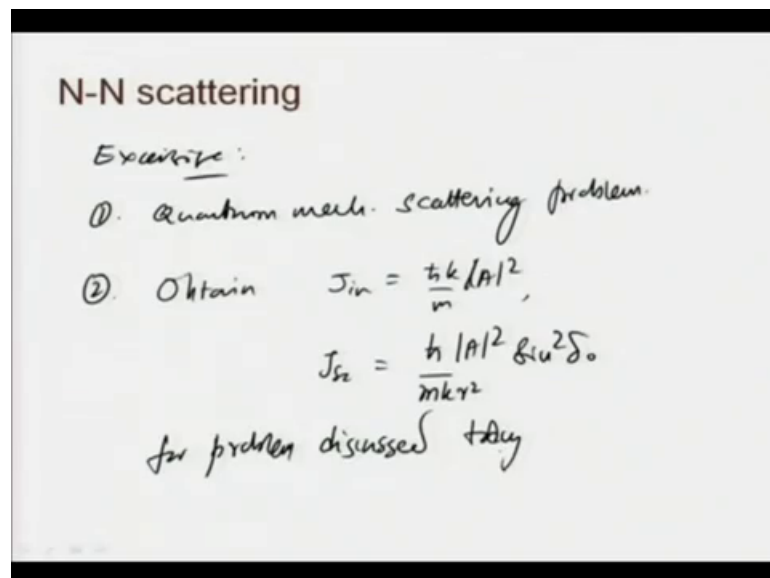 N-N scattering
Excercise:
①. Quantum mech. scattering problem.
②. Obtain J_in = ħk/m |A|²,
J_Sc = ħ |A|² sin²δ₀ / mkr²
for problem discussed today